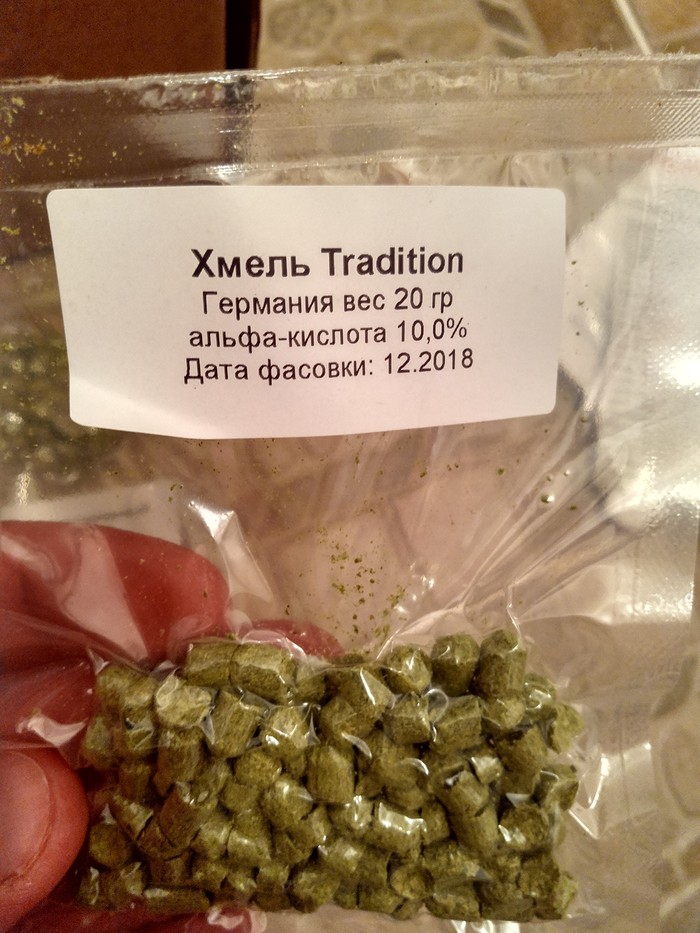 Хмель Tradition
Германия вес 20 гр
альфа-кислота 10,0%
Дата фасовки: 12.2018